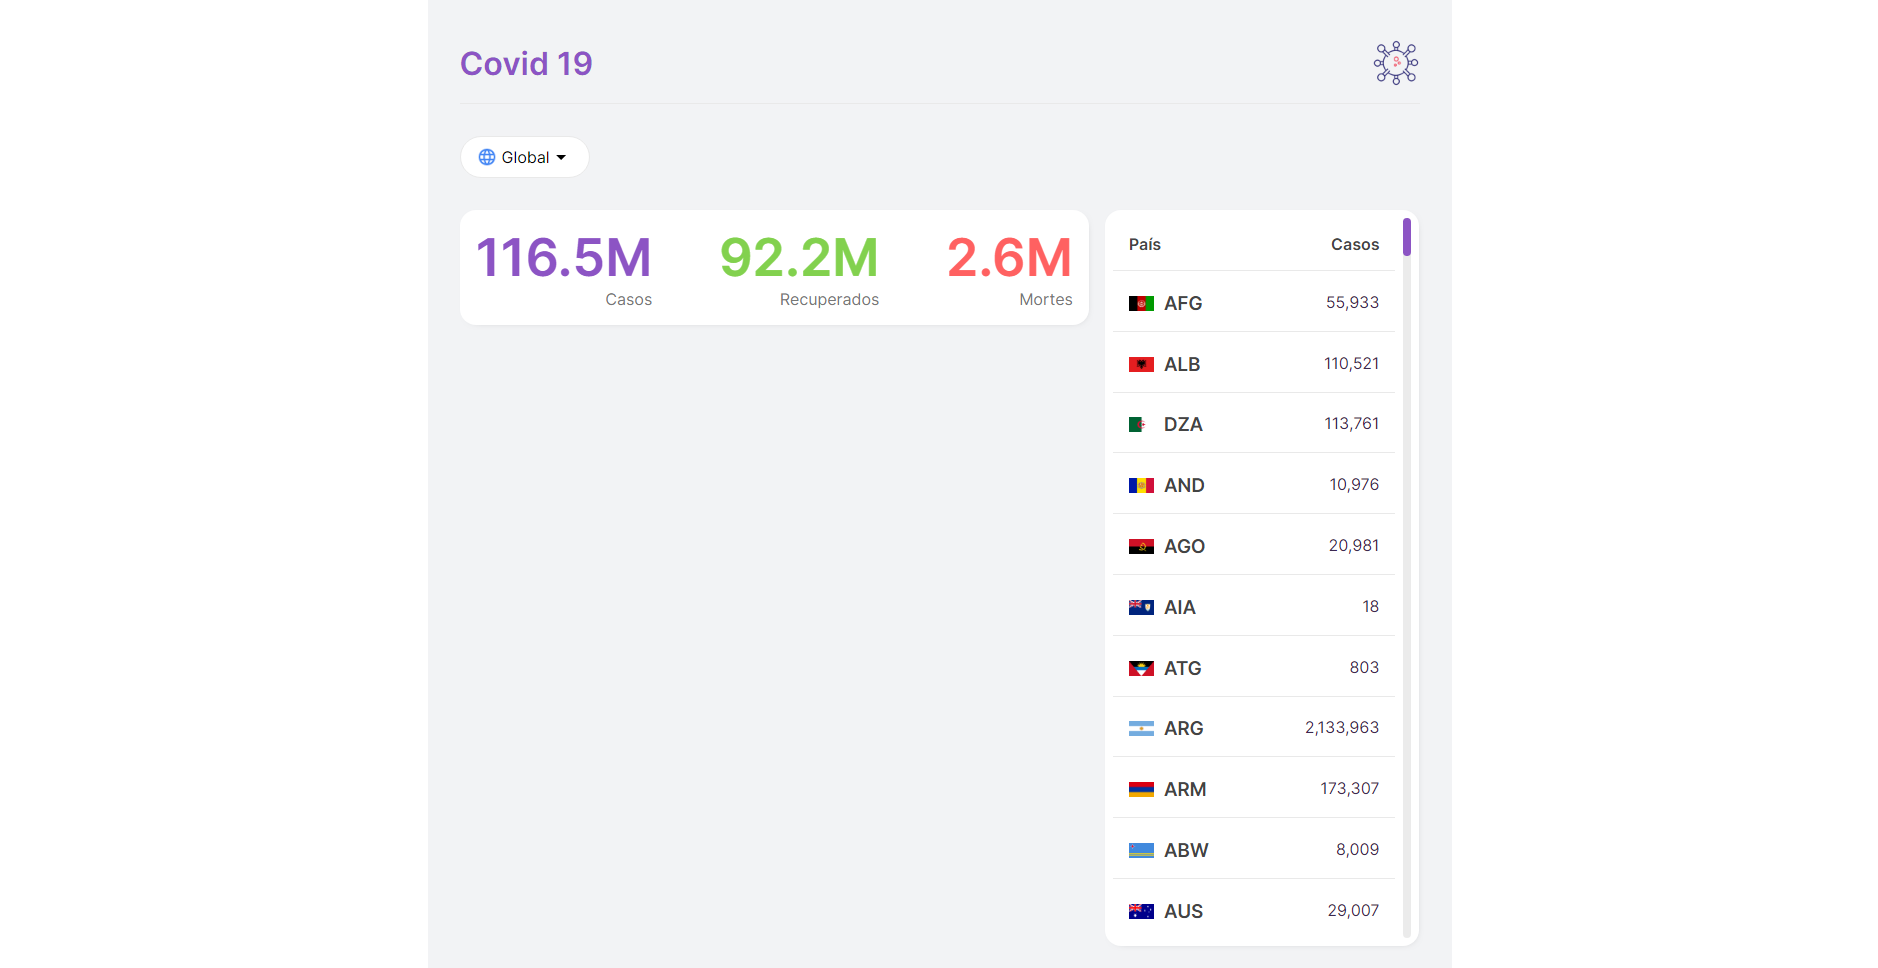 Covid 19
Global
116.5M
Casos
92.2M
Recuperados
2.6M
Mortes
País Casos
AFG 55,933
ALB 110,521
DZA 113,761
AND 10,976
AGO 20,981
AIA 18
ATG 803
ARG 2,133,963
ARM 173,307
ABW 8,009
AUS 29,007